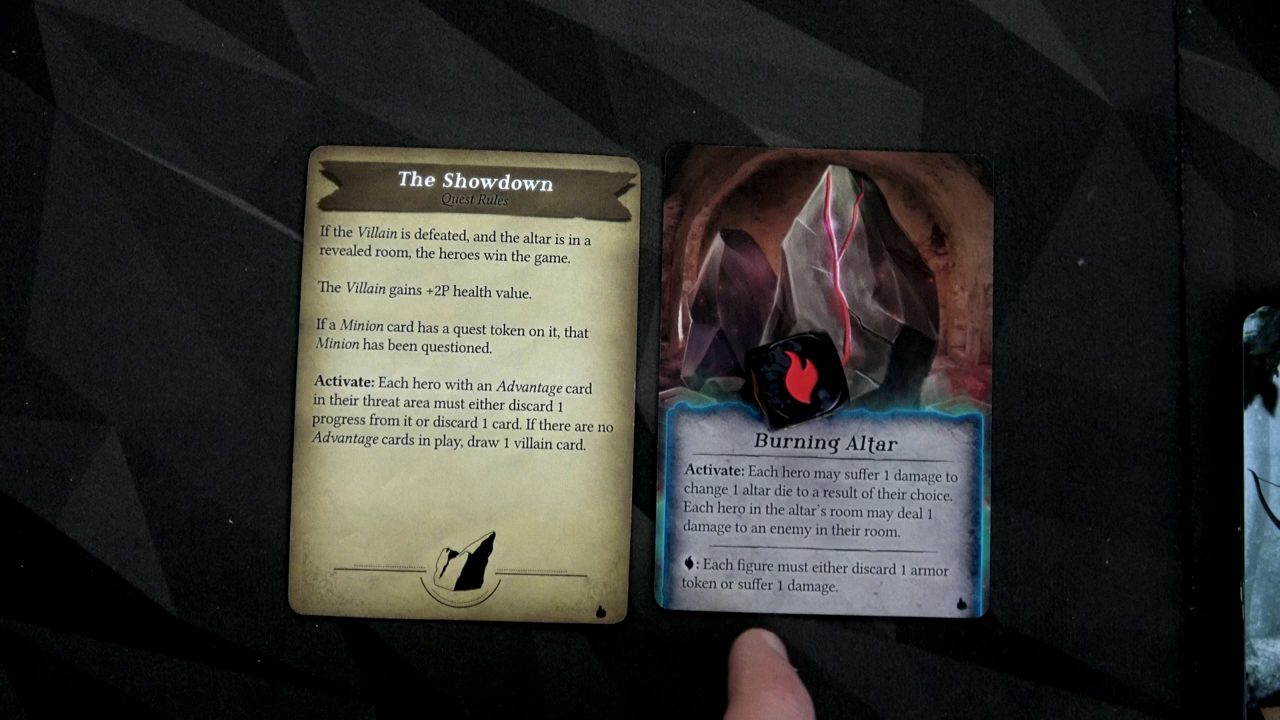 The Showdown
Quest Rules
If the Villain is defeated, and the altar is in a
revealed room, the heroes win the game.
The Villain gains +2P health value.
If a Minion card has a quest token on it, that
Minion has been questioned.
Activate: Each hero with an Advantage card
in their threat area must either discard 1
progress from it or discard 1 card. If there are no
Advantage cards in play, draw 1 villain card.
Burning Altar
Activate: Each hero may suffer 1 damage to
change 1 altar die to a result of their choice.
Each hero in the altar's room may deal 1
damage to an enemy in their room.
: Each figure must either discard 1 armor
token or suffer 1 damage.